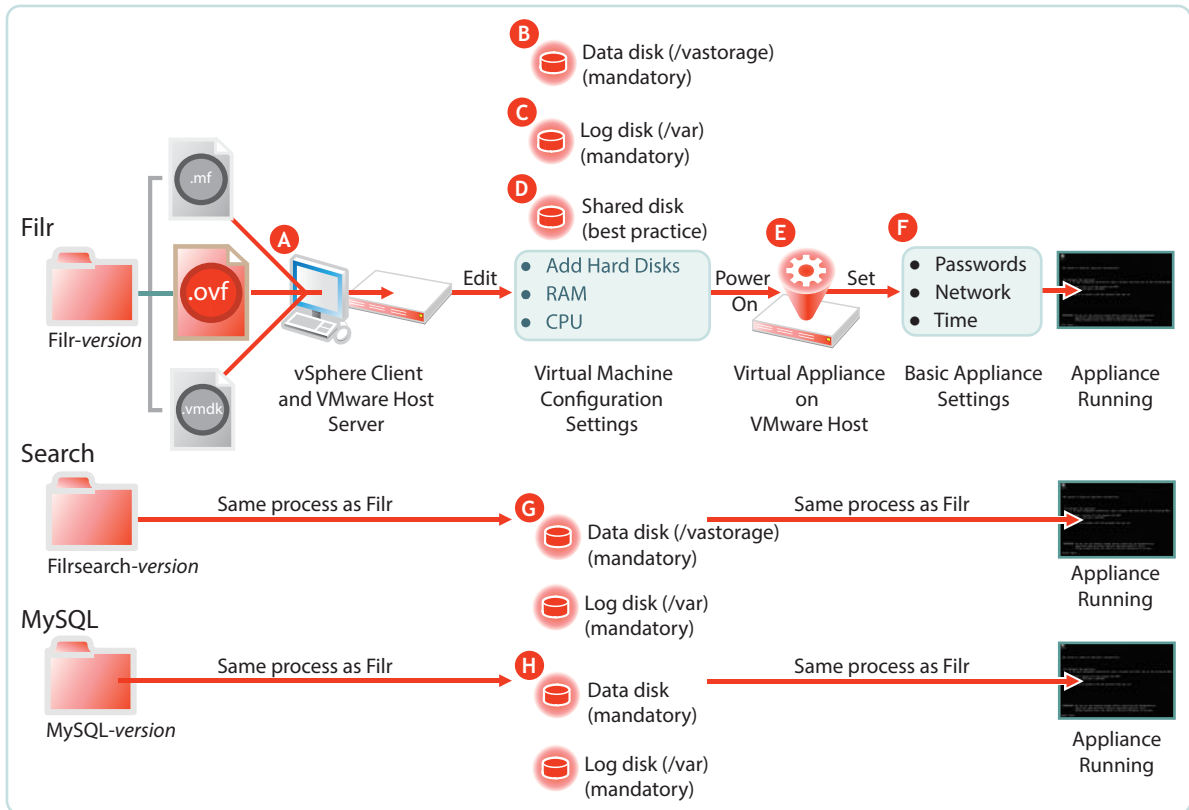 B
Data disk (/vastorage)
(mandatory)
C
Log disk (/var)
(mandatory)
D
Shared disk
(best practice)
Filr
.mf
.ovf
.vmdk
Filr-version
A
vSphere Client
and VMware Host
Server
Edit
• Add Hard Disks
• RAM
• CPU
Virtual Machine
Configuration
Settings
Power
On
E
Virtual Appliance
on
VMware Host
Set
F
• Passwords
• Network
• Time
Basic Appliance
Settings
Appliance
Running
Search
Filrsearch-version
Same process as Filr
G
Data disk (/vastorage)
(mandatory)
Log disk (/var)
(mandatory)
Same process as Filr
Appliance
Running
MySQL
MySQL-version
Same process as Filr
H
Data disk
(mandatory)
Log disk (/var)
(mandatory)
Same process as Filr
Appliance
Running